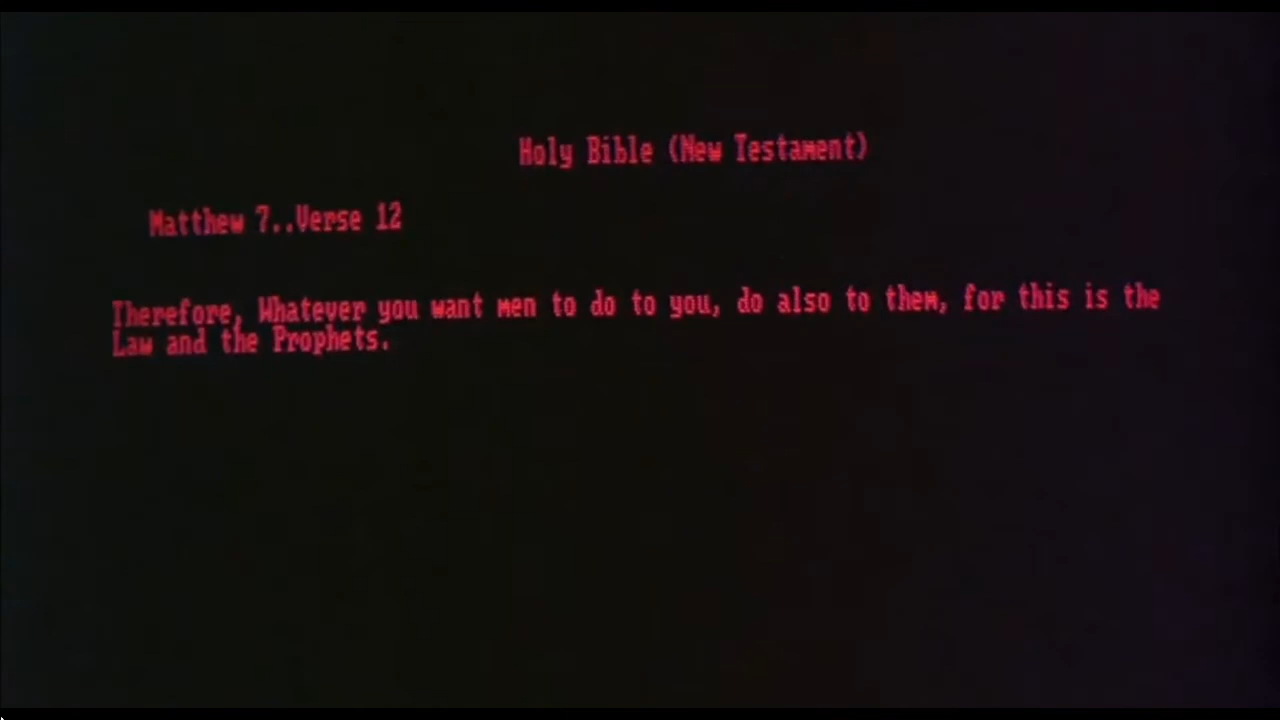 Holy Bible (New Testament)
Matthew 7..Verse 12
Therefore, Whatever you want men to do to you, do also to them, for this is the
Law and the Prophets.